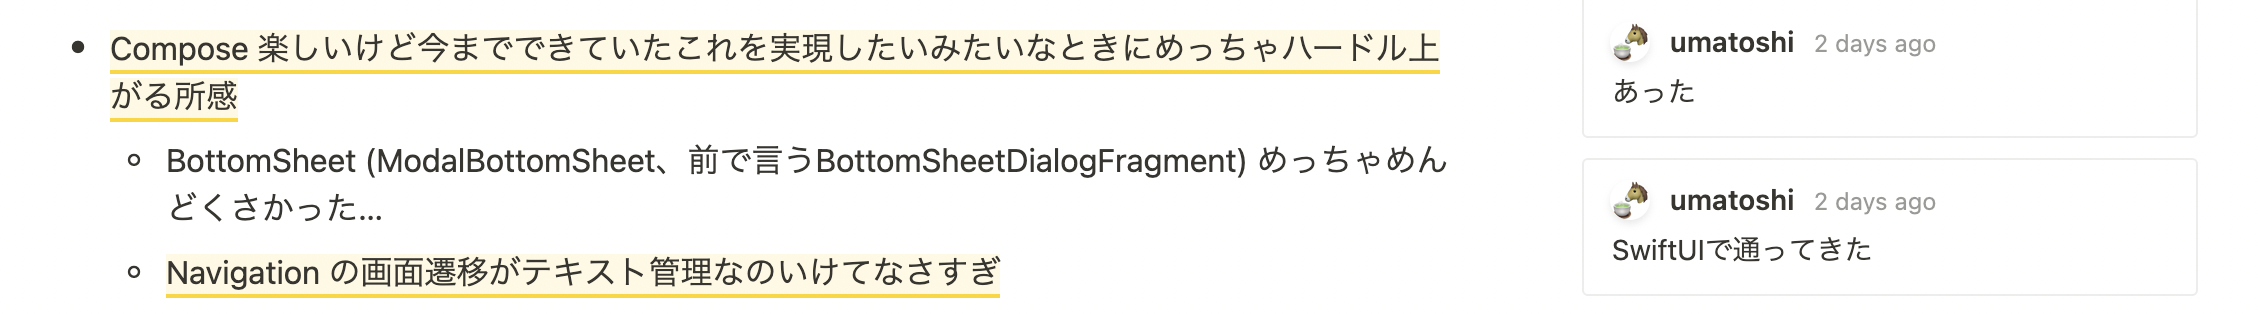 Compose 楽しいけど今までできていたこれを実現したいみたいなときにめっちゃハードル上
がる所感
BottomSheet (ModalBottomSheet、前で言うBottomSheetDialogFragment) めっちゃめん
どくさかった...
Navigation の画面遷移がテキスト管理なのいけてなさすぎ
umatoshi 2 days ago
あった
umatoshi 2 days ago
SwiftUIで通ってきた